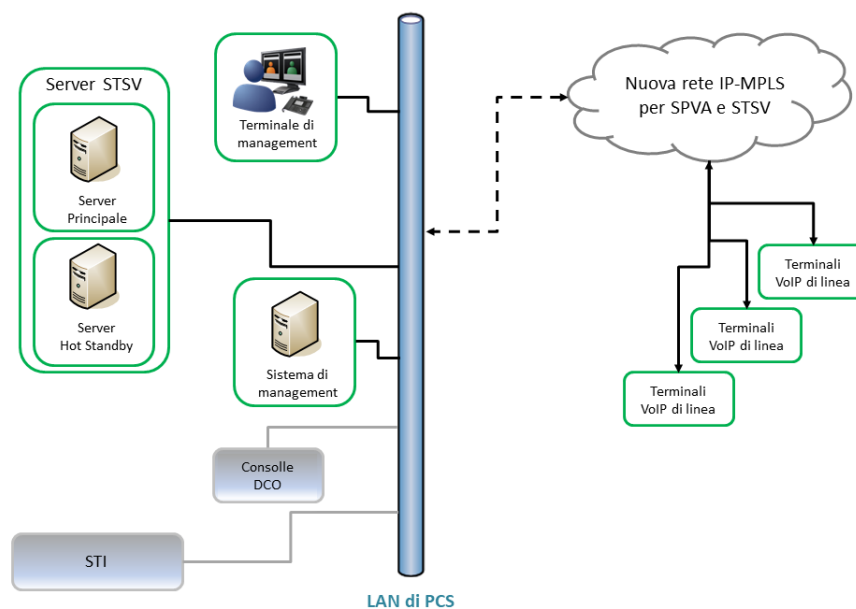 Server STSV
Server
Principale
Server
Hot Standby
Terminale di
management
Sistema di
management
Consolle
DCO
STI
LAN di PCS
Nuova rete IP-MPLS
per SPVA e STSV
Terminali
VoIP di linea
Terminali
VoIP di linea
Terminali
VoIP di linea